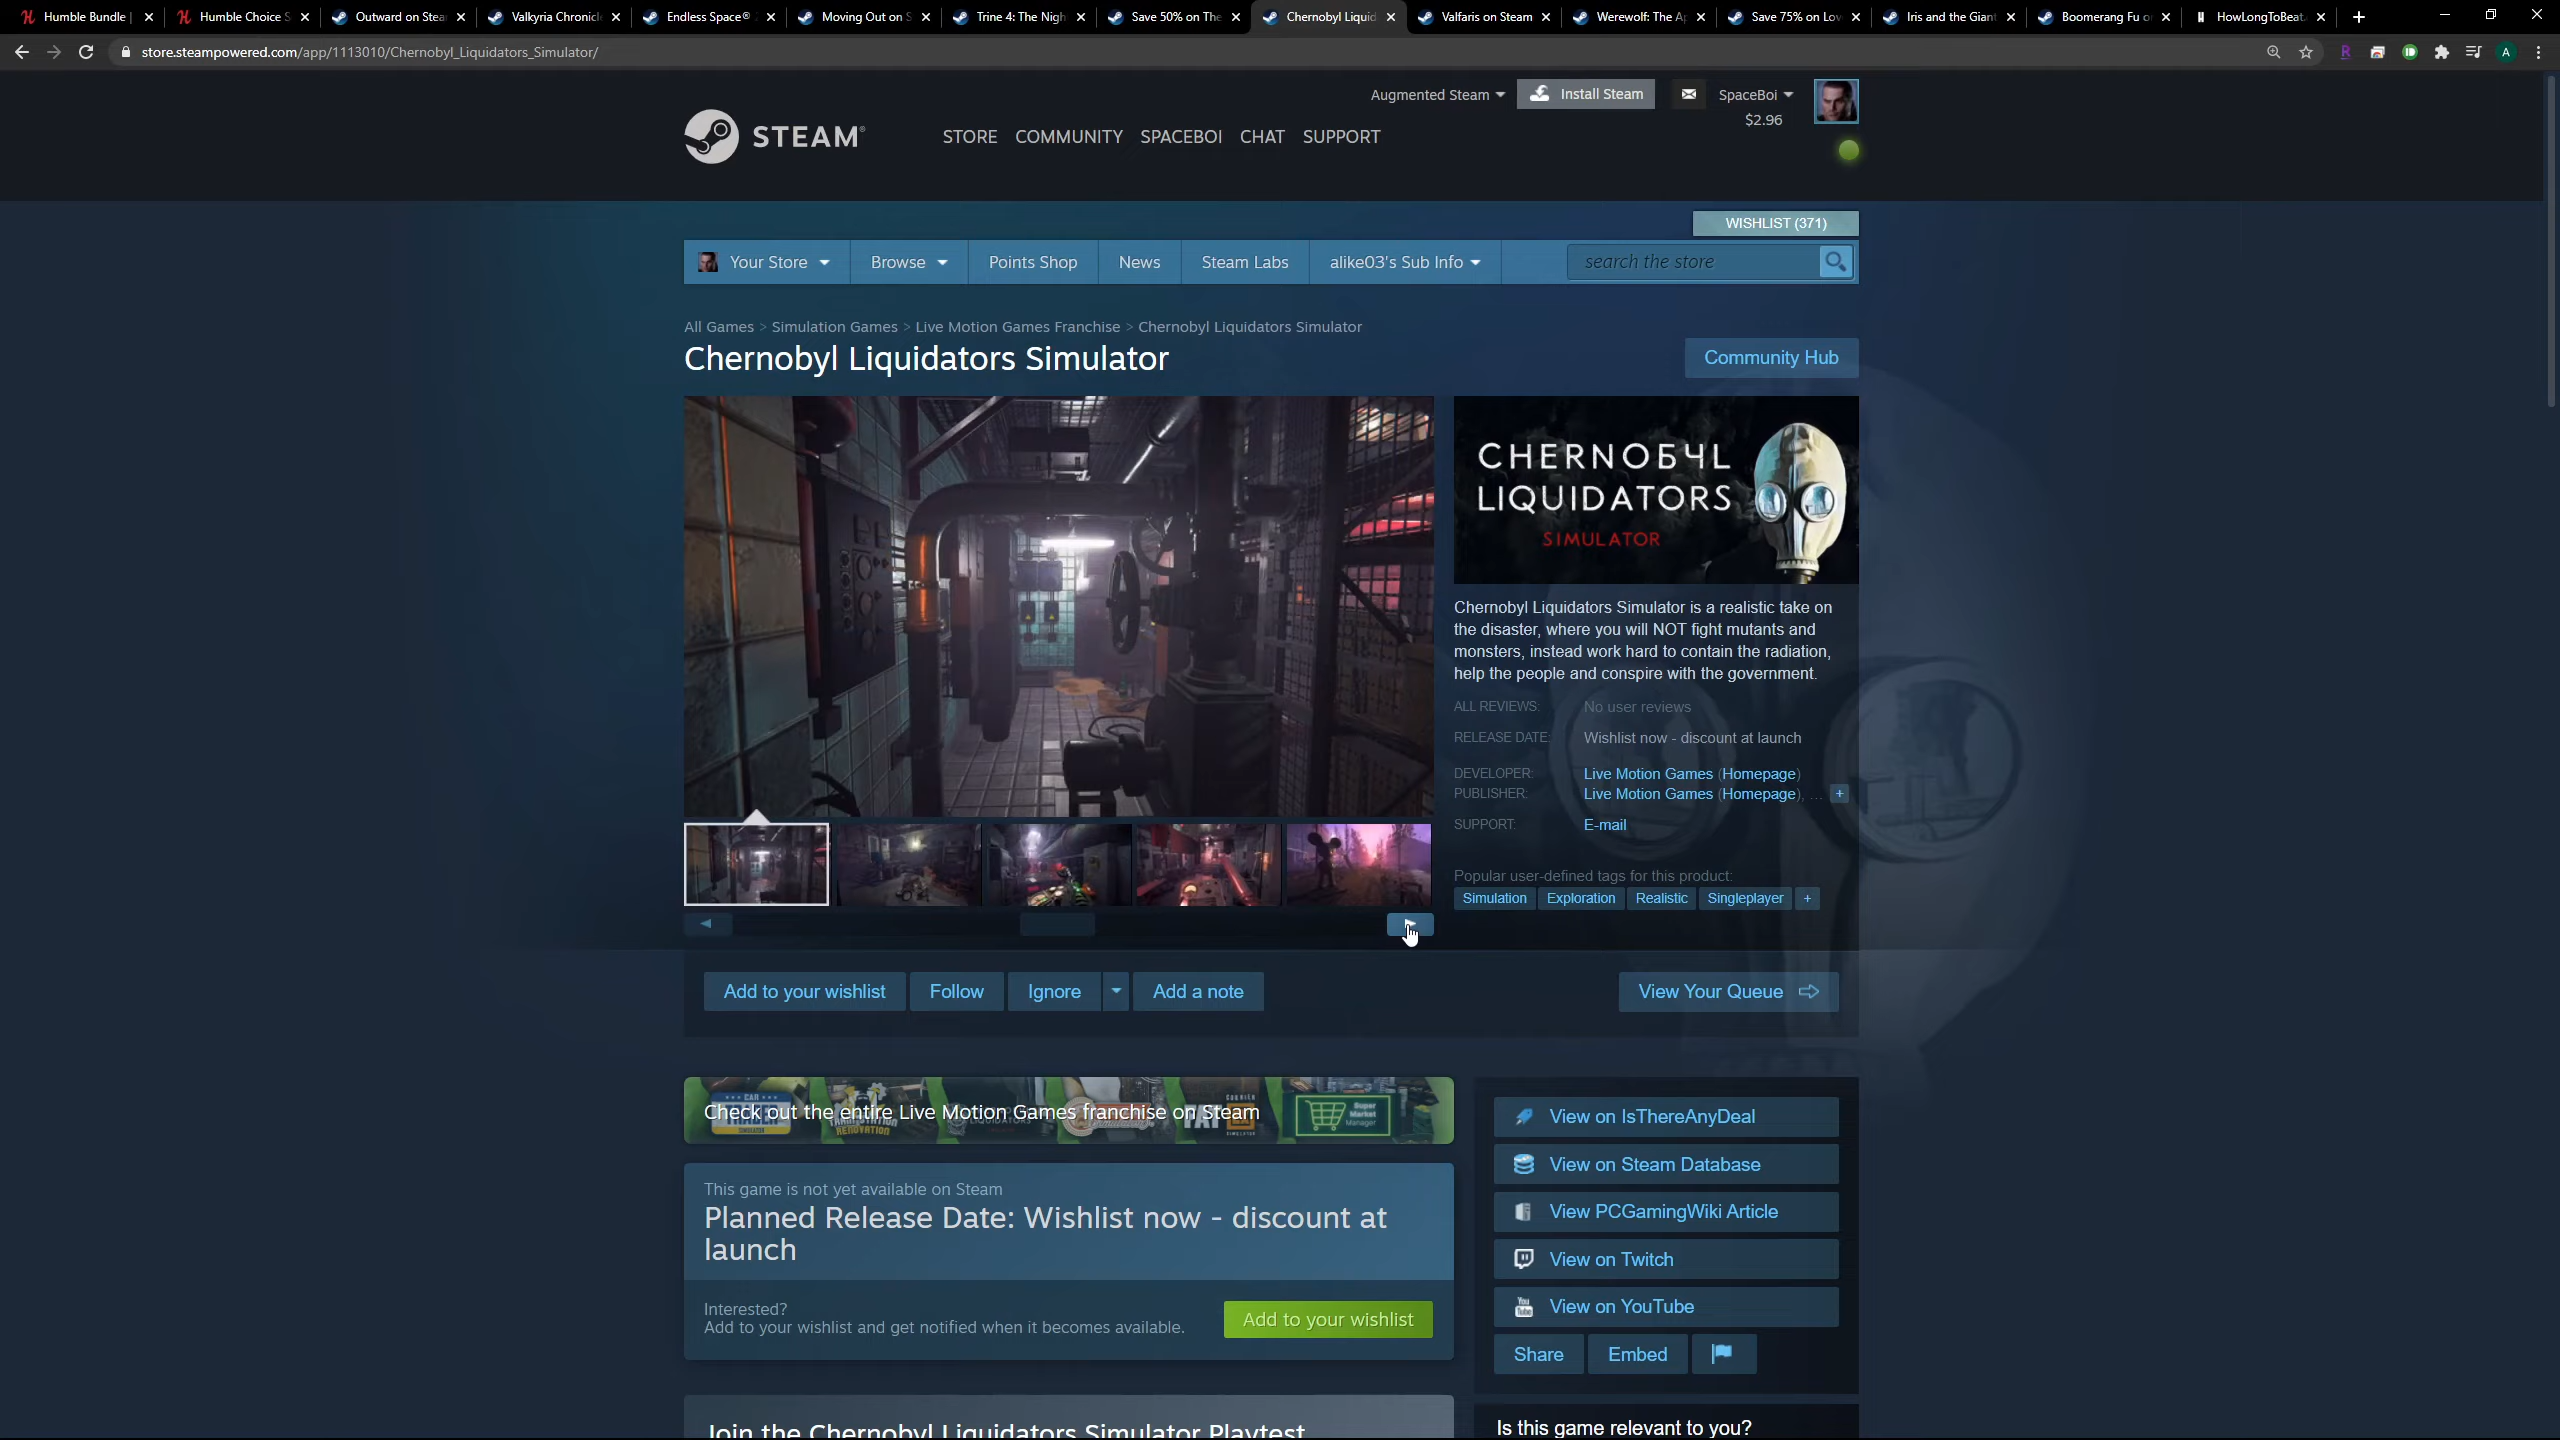 Humble Bundle |
Humble Choice S
Outward on Stea
Valkyria Chronicl
Endless Space®
Moving Out on S
Trine 4: The Nigh
Save 50% on The
Chernobyl Liquid
Valfaris on Steam
Werewolf: The Ap
Save 75% on Lov
Iris and the Giant
Boomerang Fu o
HowLongToBeat
store.steampowered.com/app/1113010/Chernobyl_Liquidators_Simulator/
Augmented Steam
Install Steam
SpaceBoi
$2.96
STEAM®
STORE COMMUNITY SPACEBOI CHAT SUPPORT
WISHLIST (371)
Your Store Browse Points Shop News Steam Labs alike03's Sub Info search the store
All Games > Simulation Games > Live Motion Games Franchise > Chernobyl Liquidators Simulator
Chernobyl Liquidators Simulator
Community Hub
CHERNOБ4L
LIQUIDATORS
SIMULATOR
Chernobyl Liquidators Simulator is a realistic take on
the disaster, where you will NOT fight mutants and
monsters, instead work hard to contain the radiation,
help the people and conspire with the government.
ALL REVIEWS: No user reviews
RELEASE DATE: Wishlist now - discount at launch
DEVELOPER: Live Motion Games (Homepage)
PUBLISHER: Live Motion Games (Homepage), ... +
SUPPORT: E-mail
Popular user-defined tags for this product:
Simulation Exploration Realistic Singleplayer +
Add to your wishlist Follow Ignore Add a note View Your Queue
Check out the entire Live Motion Games franchise on Steam
This game is not yet available on Steam
Planned Release Date: Wishlist now - discount at
launch
Interested?
Add to your wishlist and get notified when it becomes available.
Add to your wishlist
Join the Chernobyl Liquidators Simulator Playtest
View on IsThereAnyDeal
View on Steam Database
View PCGamingWiki Article
View on Twitch
View on YouTube
Share Embed
Is this game relevant to you?